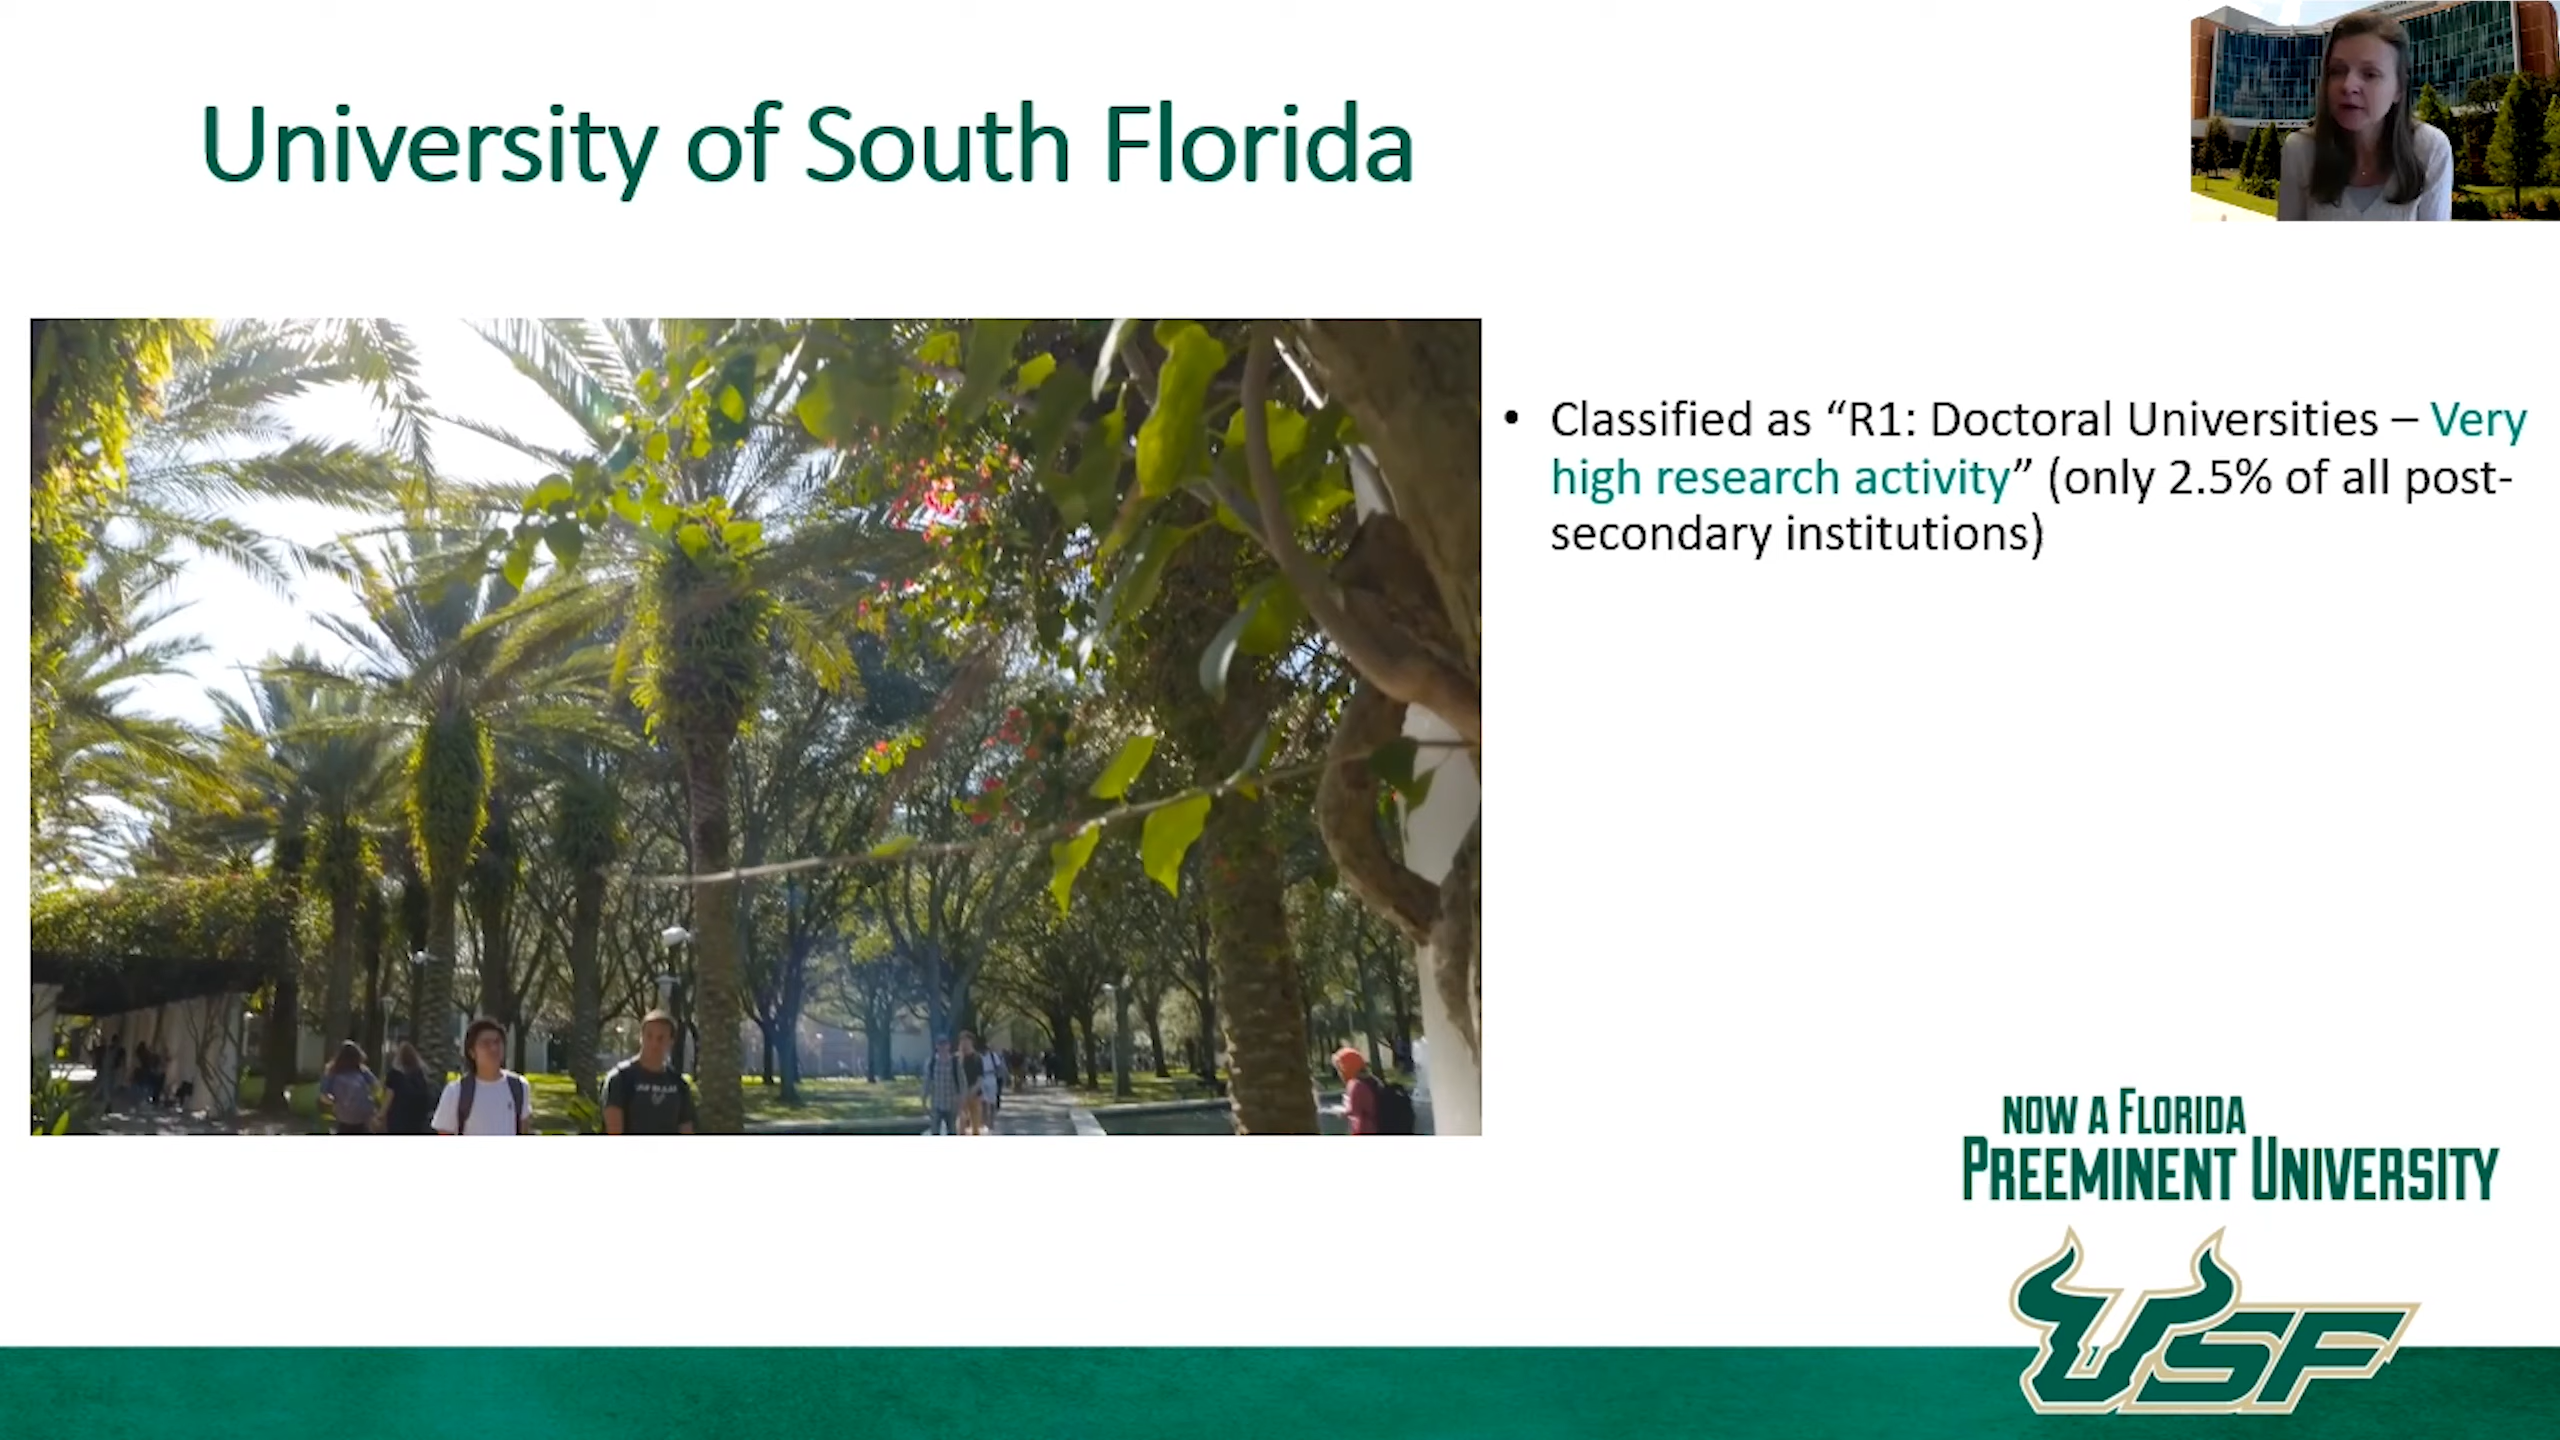 University of South Florida
• Classified as “R1: Doctoral Universities – Very
high research activity” (only 2.5% of all post-
secondary institutions)
NOW A FLORIDA
PREEMINENT UNIVERSITY
USF